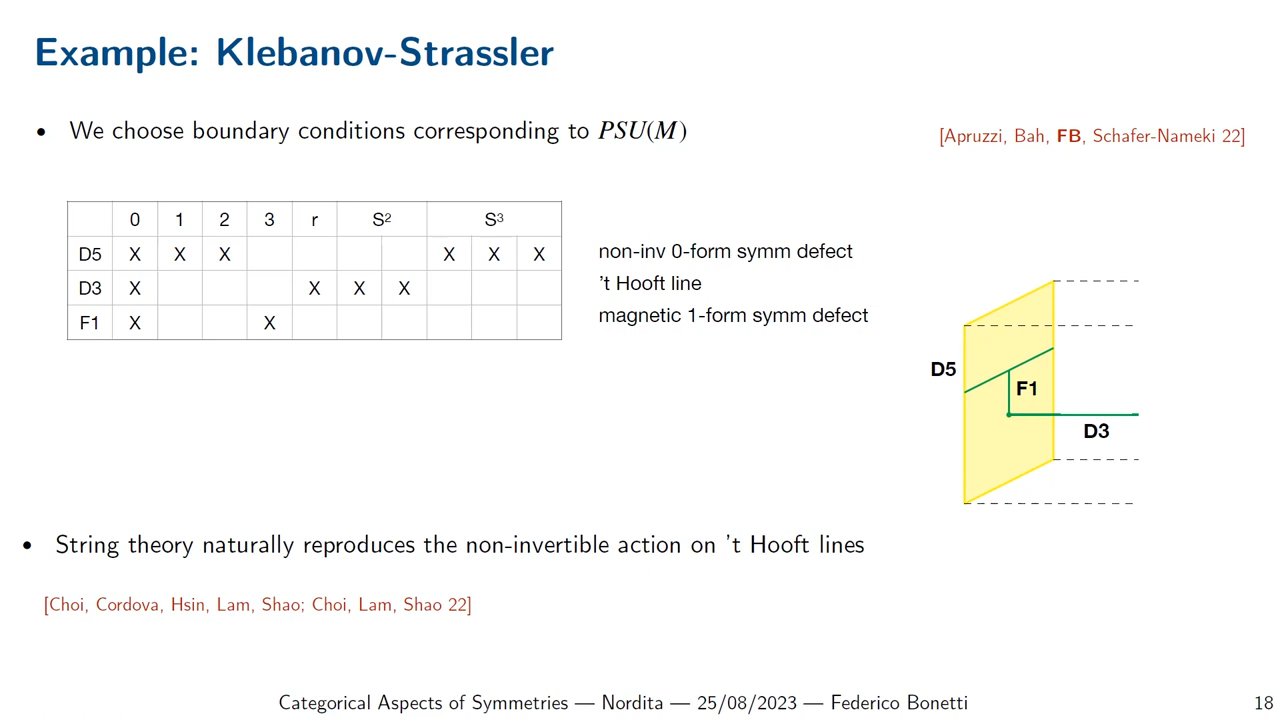 Example: Klebanov-Strassler
• We choose boundary conditions corresponding to PSU(M)
[Apruzzi, Bah, FB, Schafer-Nameki 22]
0 1 2 3 r S² S³
D5 X X X X X X
D3 X X X X
F1 X X
non-inv 0-form symm defect
't Hooft line
magnetic 1-form symm defect
D5
F1
D3
• String theory naturally reproduces the non-invertible action on 't Hooft lines
[Choi, Cordova, Hsin, Lam, Shao; Choi, Lam, Shao 22]
Categorical Aspects of Symmetries — Nordita — 25/08/2023 — Federico Bonetti
18